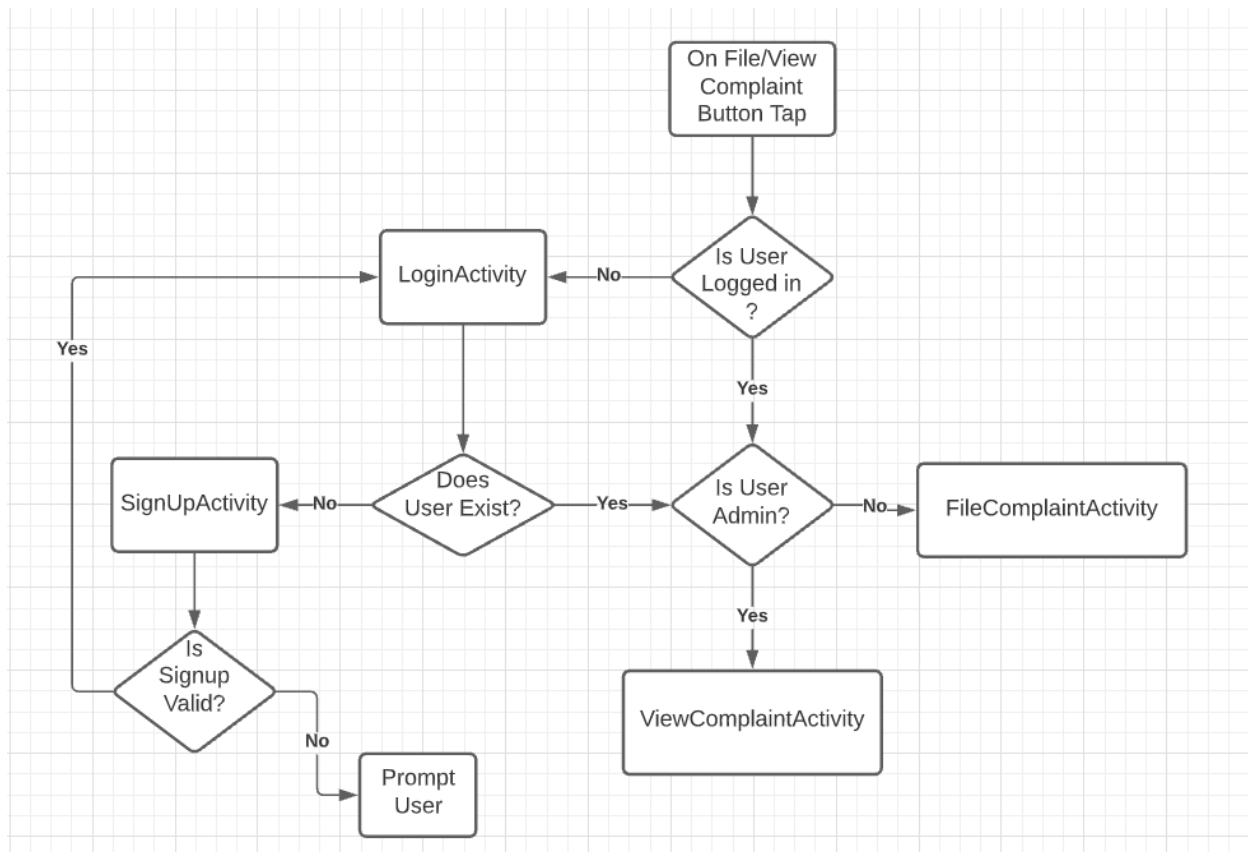 On File/View
Complaint
Button Tap
Is User
Logged in
?
No
LoginActivity
Yes
Yes
Does
User Exist?
No
SignUpActivity
Yes
Is User
Admin?
No
FileComplaintActivity
Yes
ViewComplaintActivity
Is
Signup
Valid?
No
Prompt
User